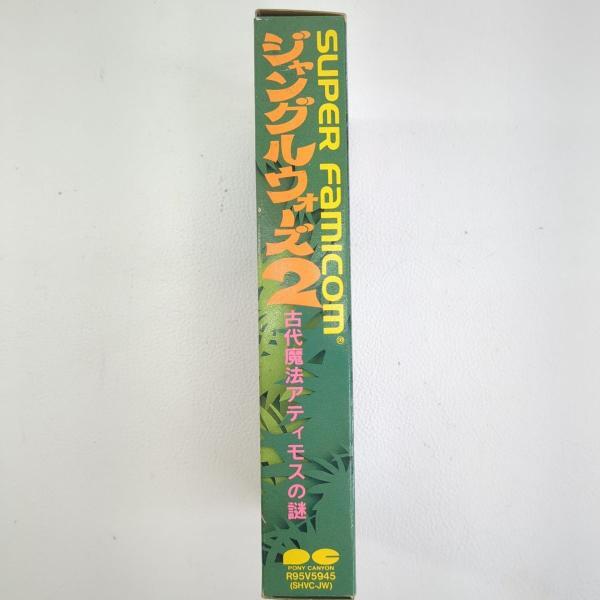 SUPER FAMICOM®
ジャングルウォーズ2
古代魔法アティモスの謎
PONY CANYON
R95V5945
(SHVC-JW)